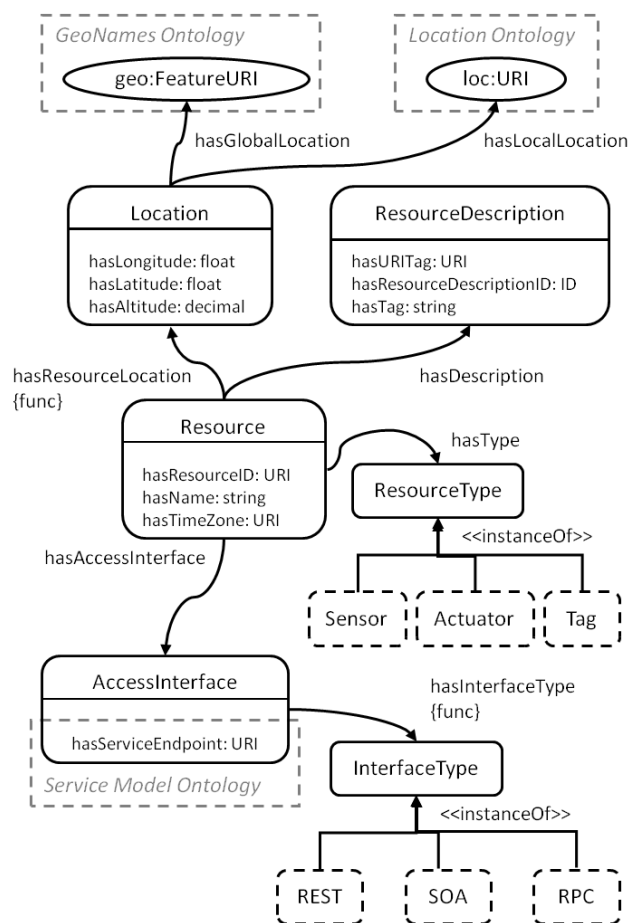 GeoNames Ontology
Location Ontology
geo:FeatureURI
loc:URI
hasGlobalLocation
hasLocalLocation
Location
ResourceDescription
hasLongitude: float
hasLatitude: float
hasAltitude: decimal
hasURITag: URI
hasResourceDescriptionID: ID
hasTag: string
hasResourceLocation
{func}
hasDescription
Resource
hasResourceID: URI
hasName: string
hasTimeZone: URI
hasType
ResourceType
<<instanceOf>>
hasAccessInterface
Sensor
Actuator
Tag
AccessInterface
hasServiceEndpoint: URI
Service Model Ontology
hasInterfaceType
{func}
InterfaceType
<<instanceOf>>
REST
SOA
RPC